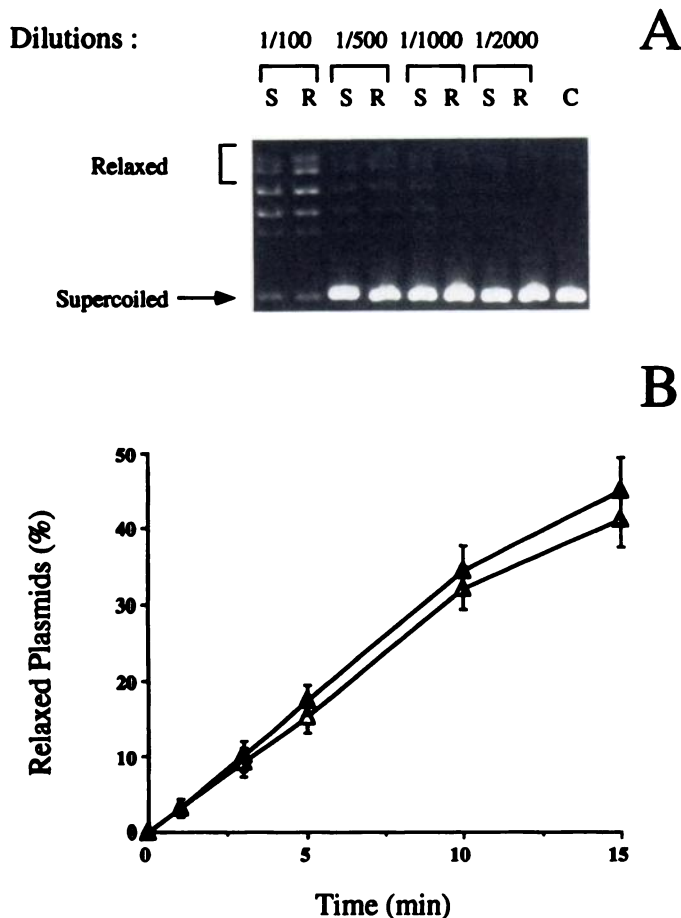 A
Dilutions :
1/100 1/500 1/1000 1/2000
S R S R S R S R C
Relaxed
Supercoiled
B
50
40
30
20
10
0
0 5 10 15
Relaxed Plasmids (%)
Time (min)